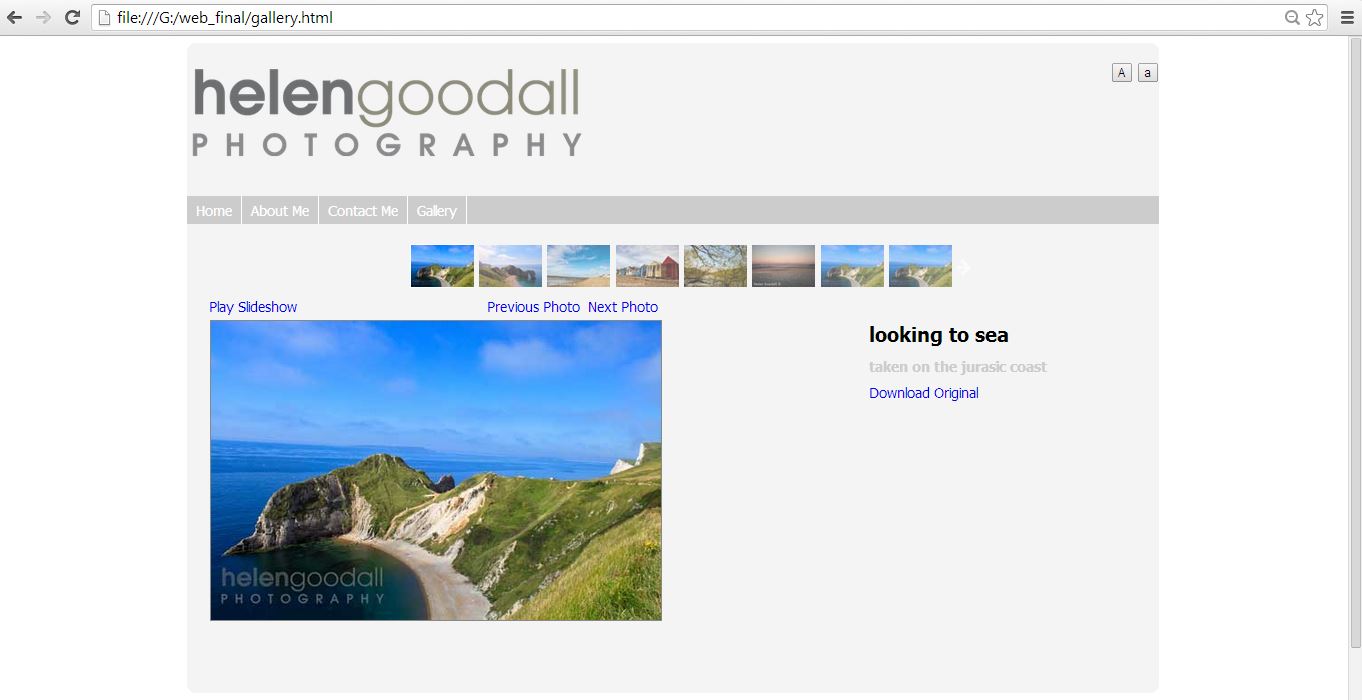 file:///G:/web_final/gallery.html
helengoodall
PHOTOGRAPHY
A a
Home About Me Contact Me Gallery
Play Slideshow Previous Photo Next Photo
looking to sea
taken on the jurasic coast
Download Original
helengoodall
PHOTOGRAPHY